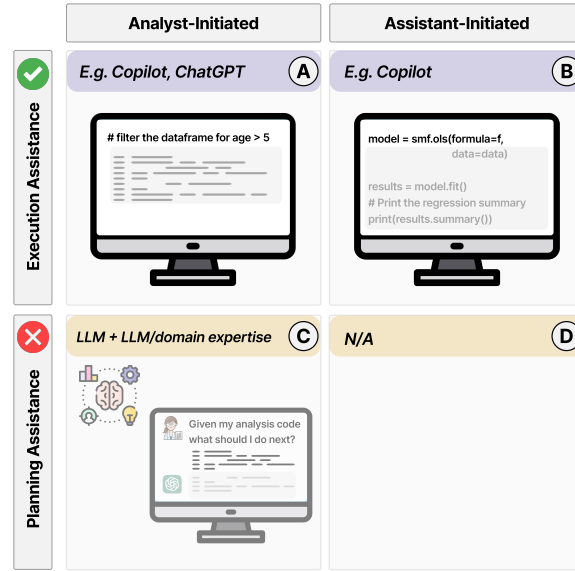 Analyst-Initiated
Assistant-Initiated
Execution Assistance
E.g. Copilot, ChatGPT
A
# filter the dataframe for age > 5
E.g. Copilot
B
model = smf.ols(formula=f,
data=data)
results = model.fit()
# Print the regression summary
print(results.summary())
Planning Assistance
LLM + LLM/domain expertise
C
Given my analysis code
what should I do next?
N/A
D